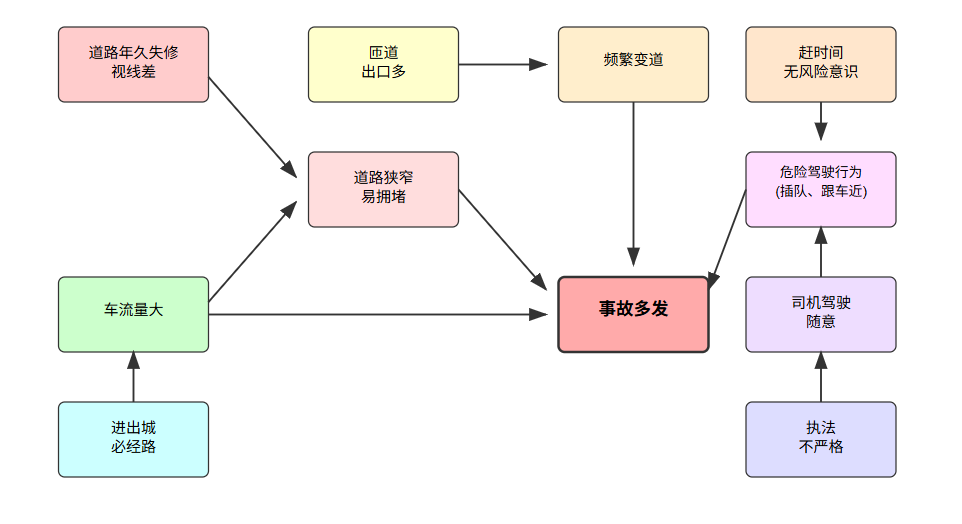 道路年久失修
视线差
匝道
出口多
频繁变道
赶时间
无风险意识
道路狭窄
易拥堵
危险驾驶行为
(插队、跟车近)
车流量大
事故多发
司机驾驶
随意
进出城
必经路
执法
不严格